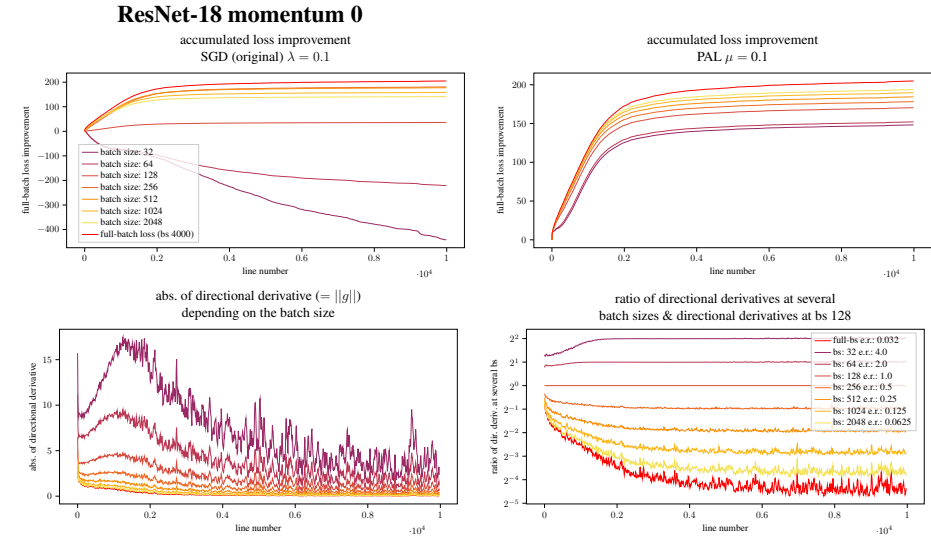 ResNet-18 momentum 0
accumulated loss improvement
SGD (original) λ = 0.1
200
100
0
−100
−200
−300
−400
full-batch loss improvement
batch size: 32
batch size: 64
batch size: 128
batch size: 256
batch size: 512
batch size: 1024
batch size: 2048
full-batch loss (bs 4000)
0.0
0.2
0.4
0.6
0.8
1
line number
·10⁴
accumulated loss improvement
PAL μ = 0.1
200
150
100
50
0
full-batch loss improvement
0.0
0.2
0.4
0.6
0.8
1
line number
·10⁴
abs. of directional derivative (= ||g||)
depending on the batch size
15
10
5
0
abs. of directional derivative
0.0
0.2
0.4
0.6
0.8
1
line number
·10⁴
ratio of directional derivatives at several
batch sizes & directional derivatives at bs 128
2²
2¹
2⁰
2⁻¹
2⁻²
2⁻³
2⁻⁴
2⁻⁵
ratio of dir. deriv. at several bs
full-bs e.r.: 0.032
bs: 32 e.r.: 4.0
bs: 64 e.r.: 2.0
bs: 128 e.r.: 1.0
bs: 256 e.r.: 0.5
bs: 512 e.r.: 0.25
bs: 1024 e.r.: 0.125
bs: 2048 e.r.: 0.0625
0.0
0.2
0.4
0.6
0.8
1
line number
·10⁴